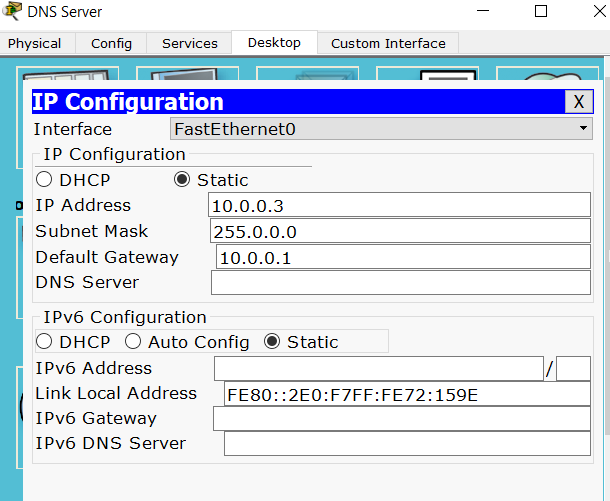 DNS Server
Physical Config Services Desktop Custom Interface
IP Configuration X
Interface FastEthernet0
IP Configuration
DHCP Static
IP Address 10.0.0.3
Subnet Mask 255.0.0.0
Default Gateway 10.0.0.1
DNS Server
IPv6 Configuration
DHCP Auto Config Static
IPv6 Address /
Link Local Address FE80::2E0:F7FF:FE72:159E
IPv6 Gateway
IPv6 DNS Server